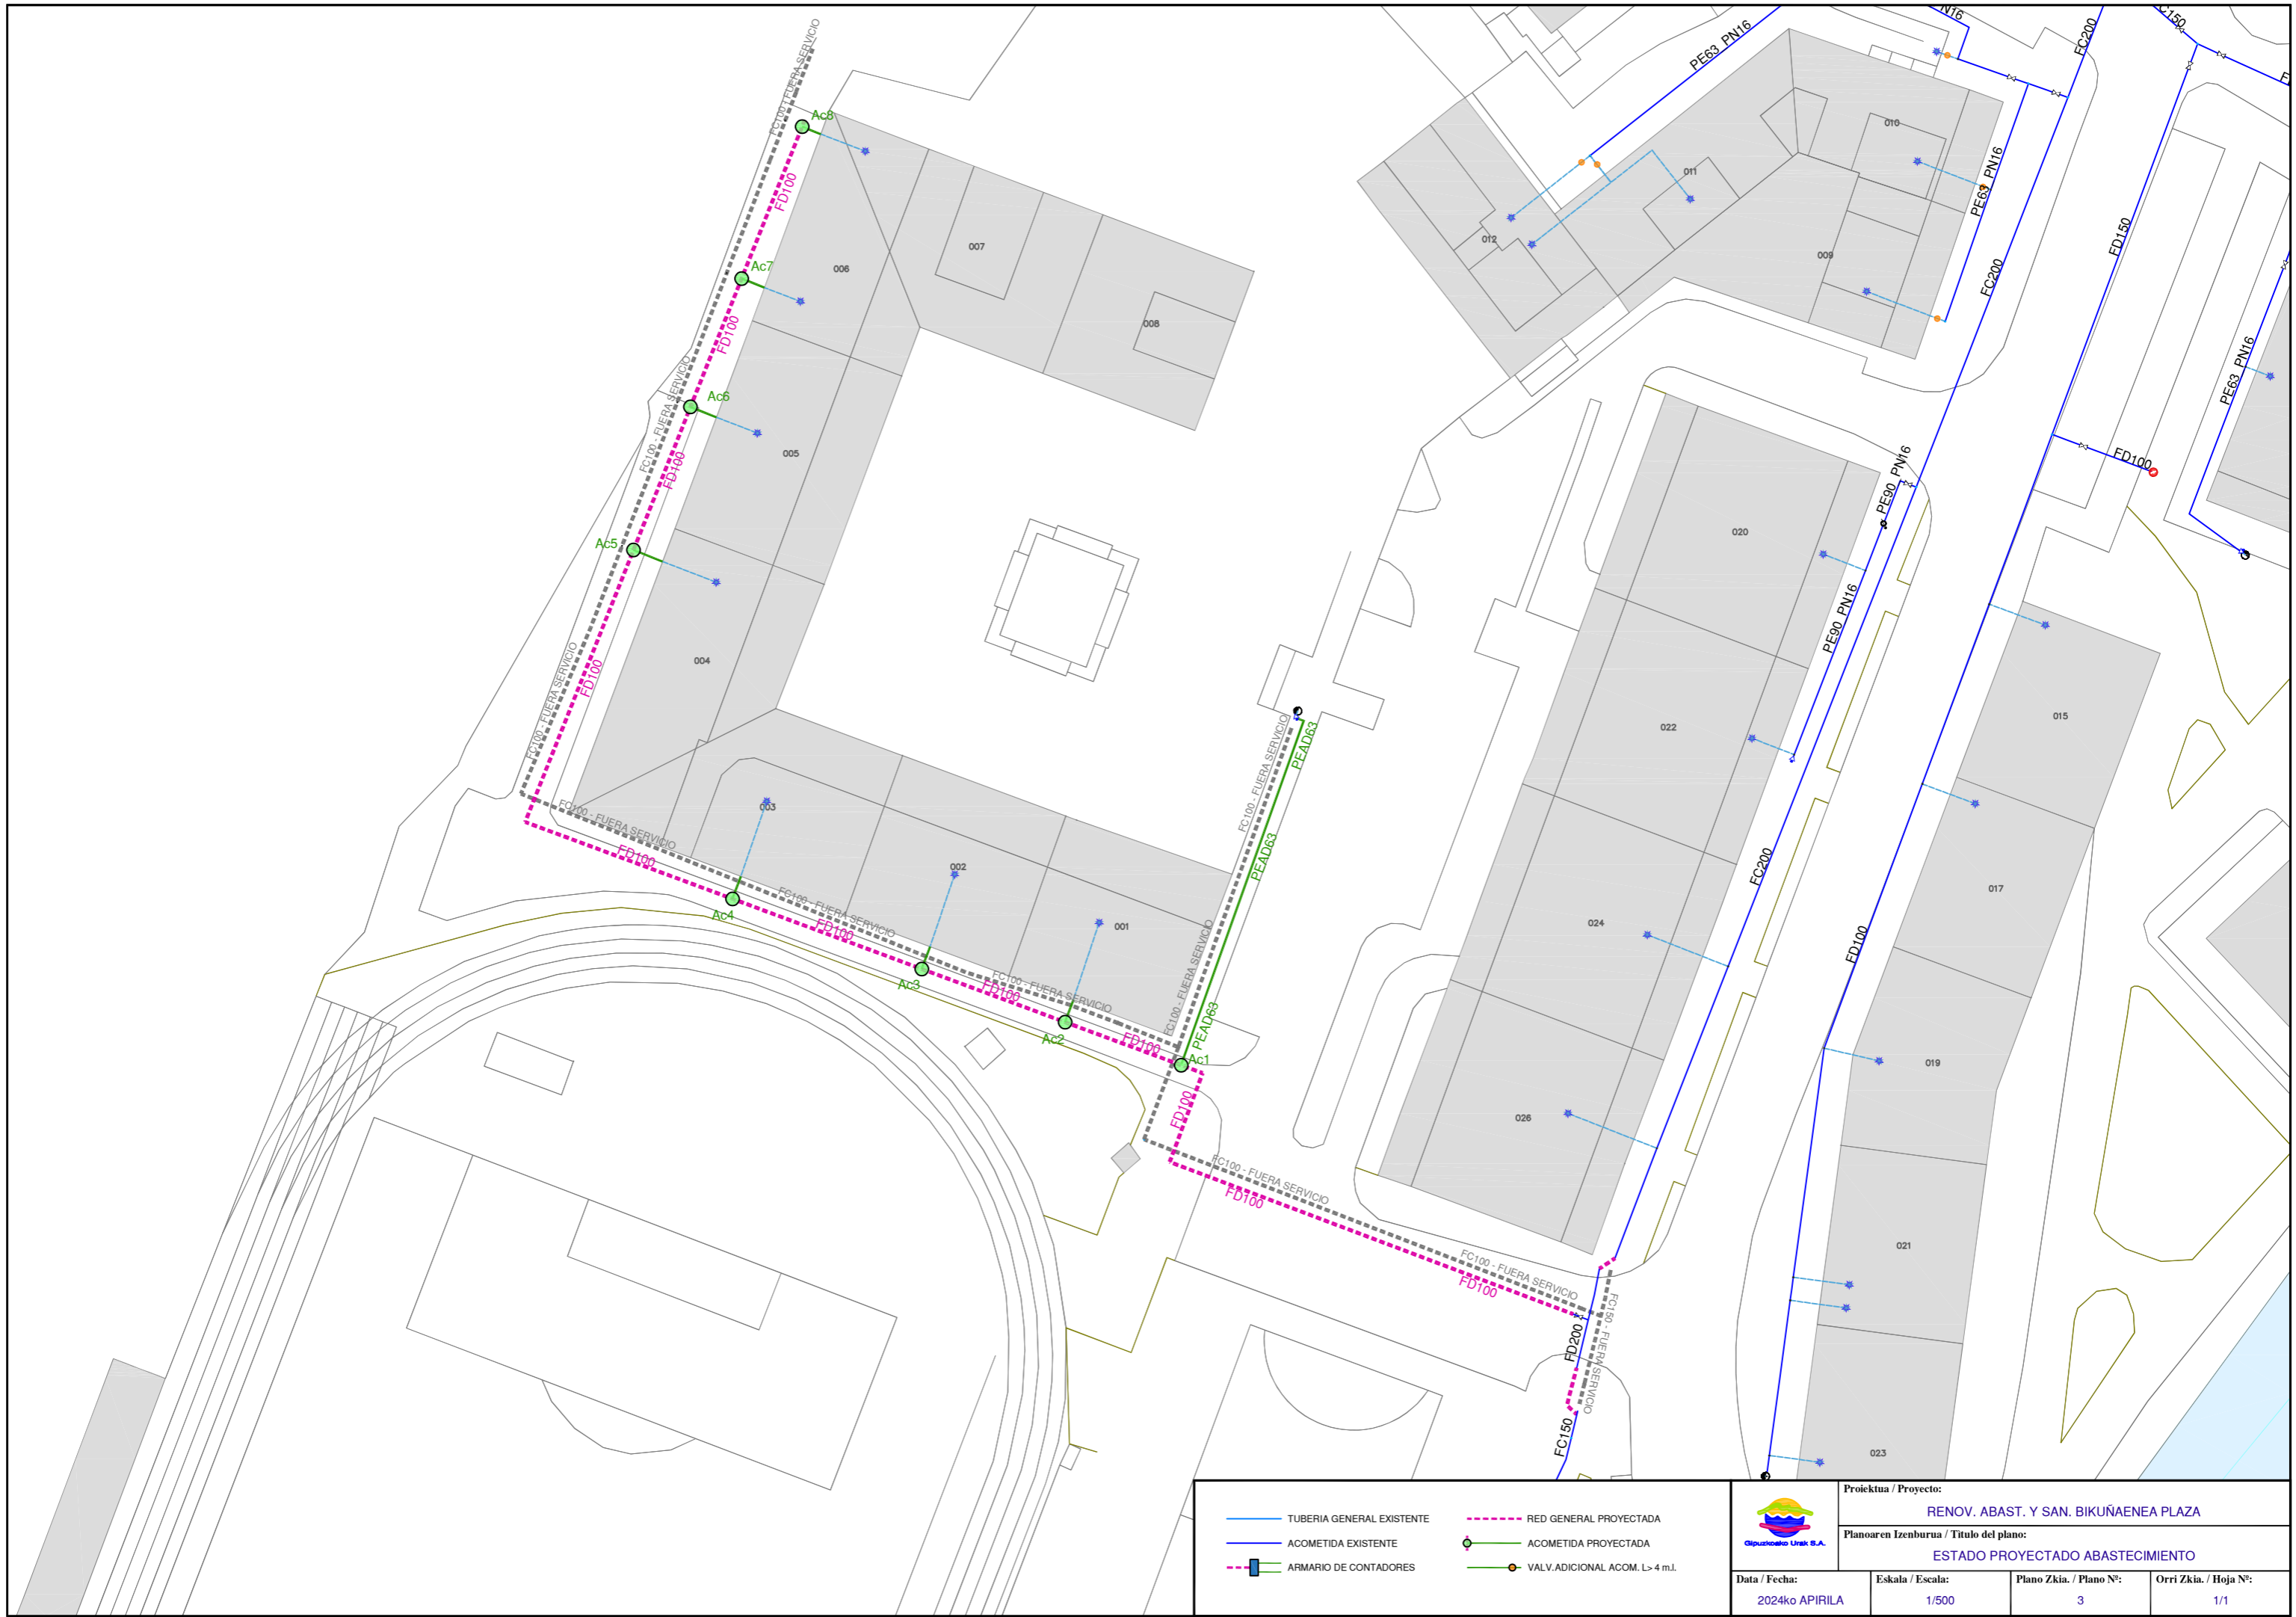 FC100 - FUERA SERVICIO
Ac8
FD100
Ac7
FD100
FC100 - FUERA SERVICIO
Ac6
FD100
Ac5
FC100 - FUERA SERVICIO
FD100
006
007
008
005
004
003
002
001
FC100 - FUERA SERVICIO
FD100
Ac4
FC100 - FUERA SERVICIO
FD100
Ac3
FC100 - FUERA SERVICIO
FD100
Ac2
FD100
Ac1
FC100 - FUERA SERVICIO
FC100 - FUERA SERVICIO
PEAD63
PEAD63
PEAD63
FD100
FC100 - FUERA SERVICIO
FD100
FC100 - FUERA SERVICIO
FD100
FD200
FC150 - FUERA SERVICIO
FC150
PE63 PN16
N16
FC200
C150
010
011
012
009
PE63 PN16
FC200
FD150
PE63 PN16
FD100
PE90 PN16
PE90 PN16
020
022
024
026
FC200
FD100
015
017
019
021
023
TUBERIA GENERAL EXISTENTE
RED GENERAL PROYECTADA
ACOMETIDA EXISTENTE
ACOMETIDA PROYECTADA
ARMARIO DE CONTADORES
VALV.ADICIONAL ACOM. L> 4 m.l.
Gipuzkoako Urak S.A.
Proiektua / Proyecto:
RENOV. ABAST. Y SAN. BIKUÑAENEA PLAZA
Planoaren Izenburua / Titulo del plano:
ESTADO PROYECTADO ABASTECIMIENTO
Data / Fecha:
2024ko APIRILA
Eskala / Escala:
1/500
Plano Zkia. / Plano Nº:
3
Orri Zkia. / Hoja Nº:
1/1